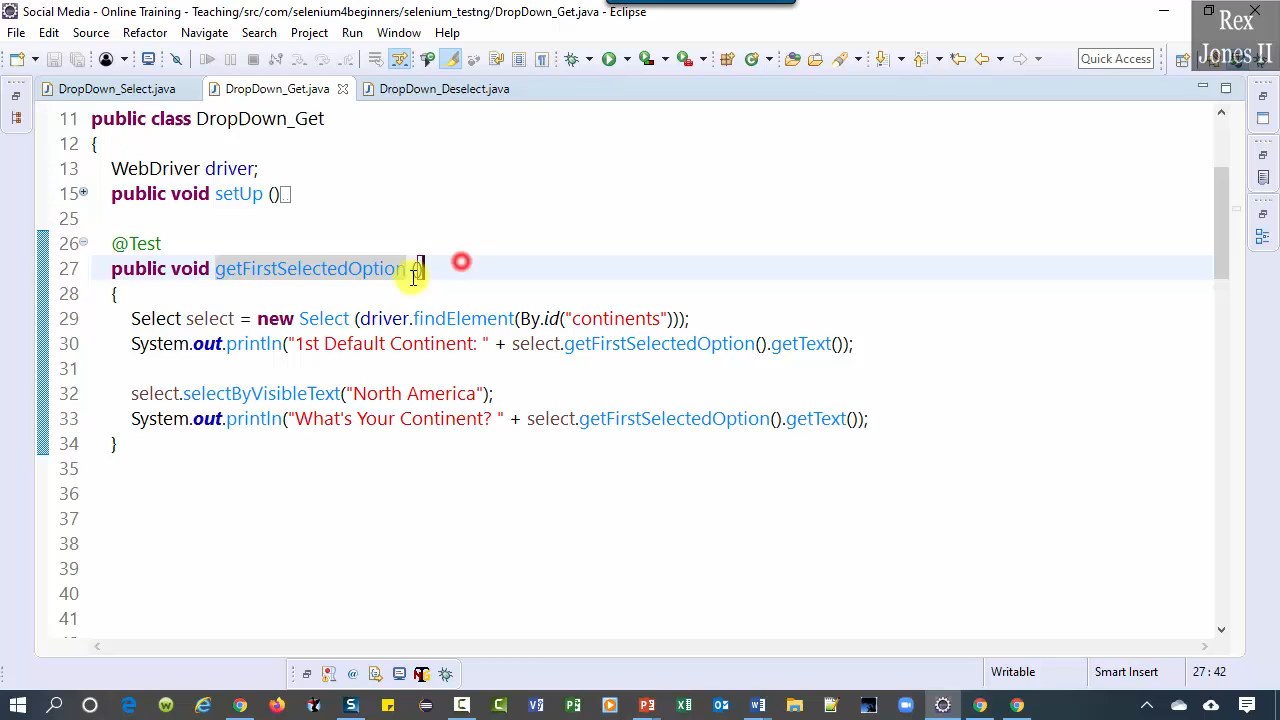 Social Media - Online Training - Teaching/src/com/selenium4beginners/selenium_testng/DropDown_Get.java - Eclipse
Rex
Jones II
File Edit Source Refactor Navigate Search Project Run Window Help
Quick Access
DropDown_Select.java DropDown_Get.java DropDown_Deselect.java
11 public class DropDown_Get
12 {
13 WebDriver driver;
15 public void setUp ()
25
26 @Test
27 public void getFirstSelectedOption ()
28 {
29 Select select = new Select (driver.findElement(By.id("continents")));
30 System.out.println("1st Default Continent: " + select.getFirstSelectedOption().getText());
31
32 select.selectByVisibleText("North America");
33 System.out.println("What's Your Continent? " + select.getFirstSelectedOption().getText());
34 }
35
36
37
38
39
40
41
Writable Smart Insert 27 : 42